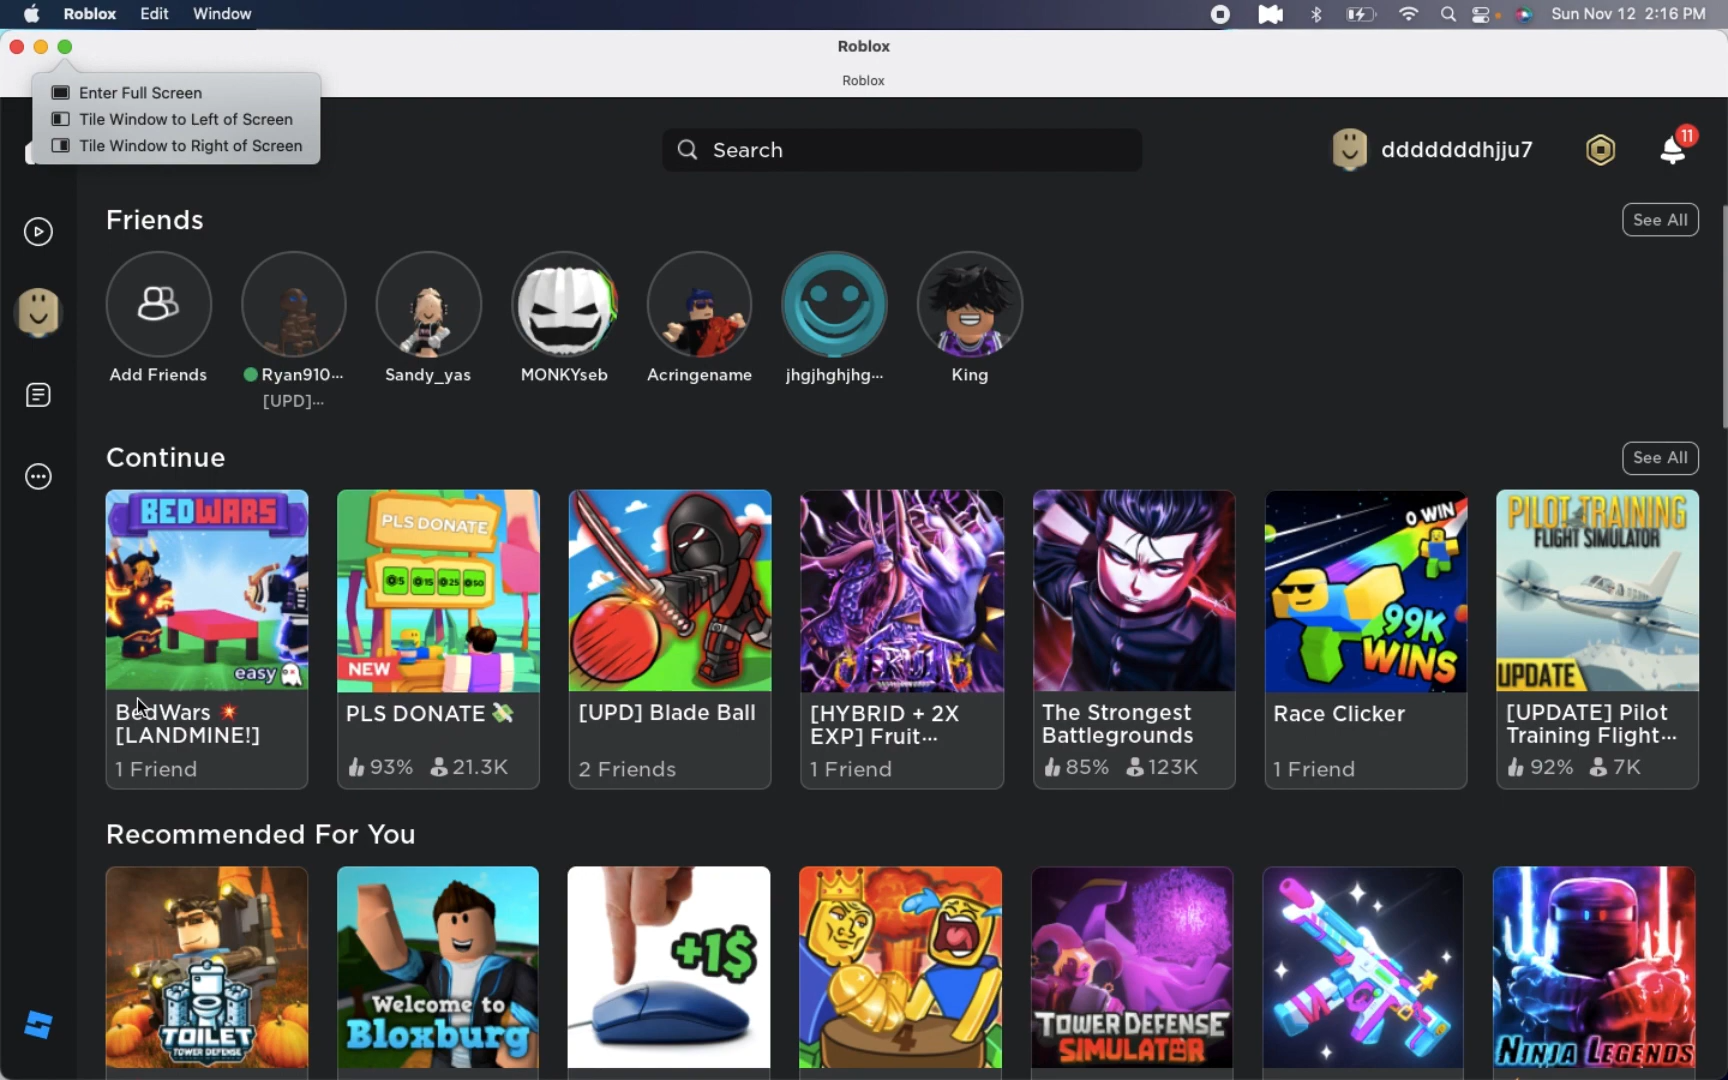 Roblox Edit Window
Sun Nov 12 2:16 PM
Roblox
Roblox
Enter Full Screen
Tile Window to Left of Screen
Tile Window to Right of Screen
Search
dddddddhjju7
11
Friends
See All
Add Friends
Ryan910...
[UPD]...
Sandy_yas
MONKYseb
Acringename
jhgjhghjhg...
King
Continue
See All
BEDWARS
easy
BedWars 💥
[LANDMINE!]
1 Friend
PLS DONATE
5 15 25 50
NEW
PLS DONATE 💸
93% 21.3K
[UPD] Blade Ball
2 Friends
[HYBRID + 2X
EXP] Fruit...
1 Friend
The Strongest
Battlegrounds
85% 123K
0 WIN
99K
WINS
Race Clicker
1 Friend
PILOT TRAINING
FLIGHT SIMULATOR
UPDATE
[UPDATE] Pilot
Training Flight...
92% 7K
Recommended For You
TOILET
TOWER DEFENSE
Welcome to
Bloxburg
+1$
4
TOWER DEFENSE
SIMULATOR
NINJA LEGENDS